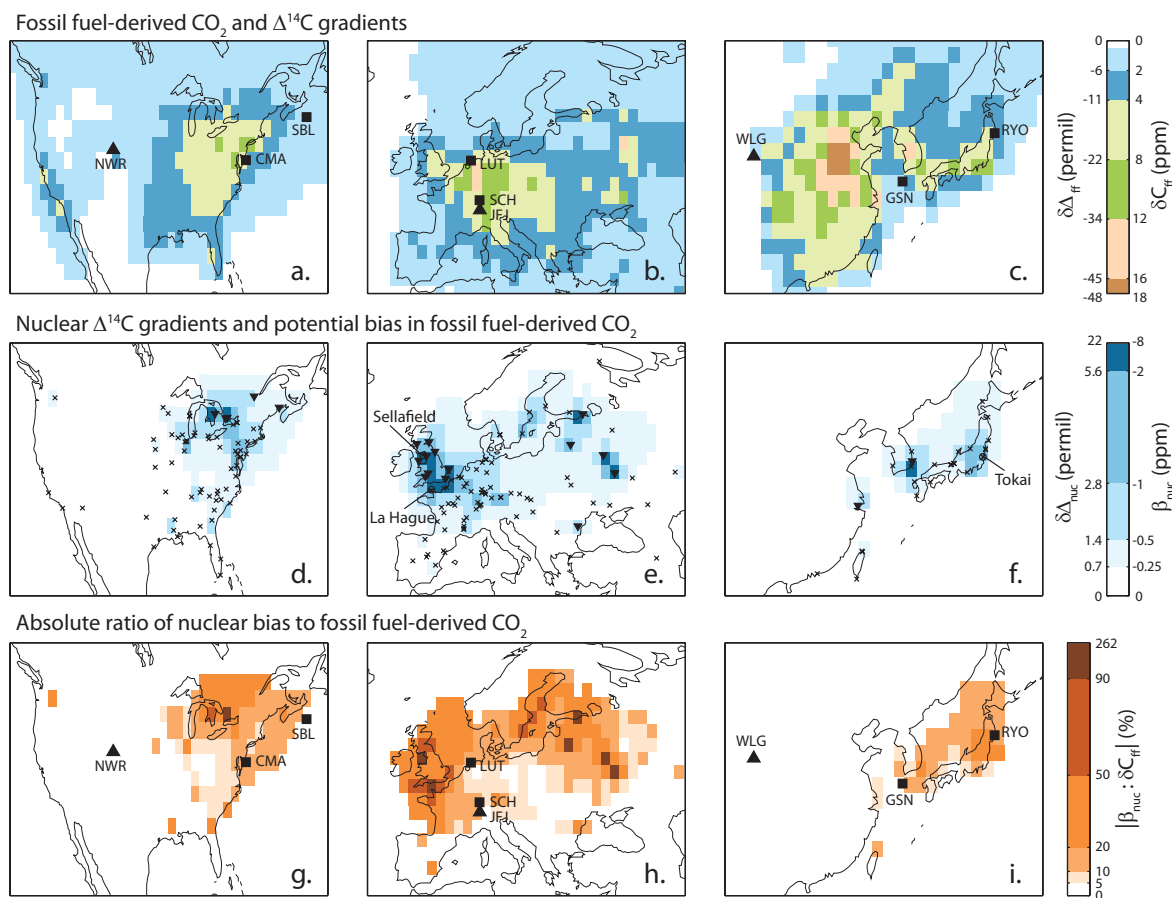 Fossil fuel-derived CO₂ and Δ¹⁴C gradients
NWR
SBL
CMA
a.
LUT
SCH
JFJ
b.
WLG
RYO
GSN
c.
0 0
-6 2
-11 4
-22 8
-34 12
-45 16
-48 18
δΔff (permil)
δCff (ppm)
Nuclear Δ¹⁴C gradients and potential bias in fossil fuel-derived CO₂
d.
Sellafield
La Hague
e.
Tokai
f.
22 -8
5.6 -2
2.8 -1
1.4 -0.5
0.7 -0.25
0 0
δΔnuc (permil)
βnuc (ppm)
Absolute ratio of nuclear bias to fossil fuel-derived CO₂
NWR
SBL
CMA
g.
LUT
SCH
JFJ
h.
WLG
RYO
GSN
i.
262
90
50
20
10
5
0
|βnuc : δCff| (%)